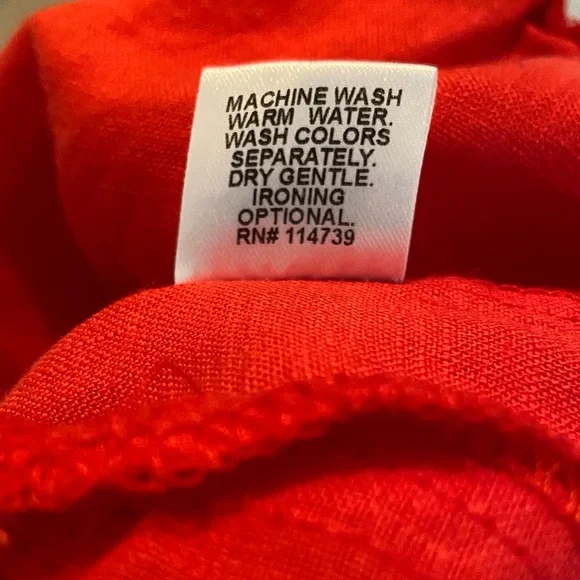 MACHINE WASH
WARM WATER.
WASH COLORS
SEPARATELY.
DRY GENTLE.
IRONING
OPTIONAL.
RN# 114739